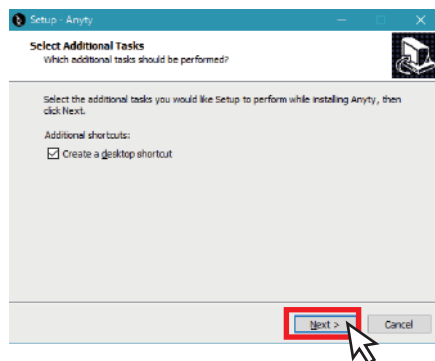 Setup - Anyty
Select Additional Tasks
Which additional tasks should be performed?
Select the additional tasks you would like Setup to perform while installing Anyty, then
click Next.
Additional shortcuts:
Create a desktop shortcut
Next >
Cancel